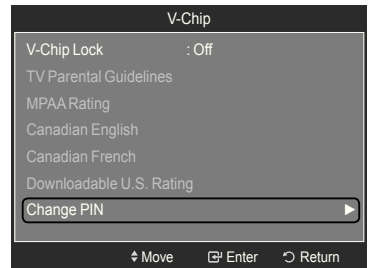 V-Chip
V-Chip Lock : Off
TV Parental Guidelines
MPAA Rating
Canadian English
Canadian French
Downloadable U.S. Rating
Change PIN
Move Enter Return